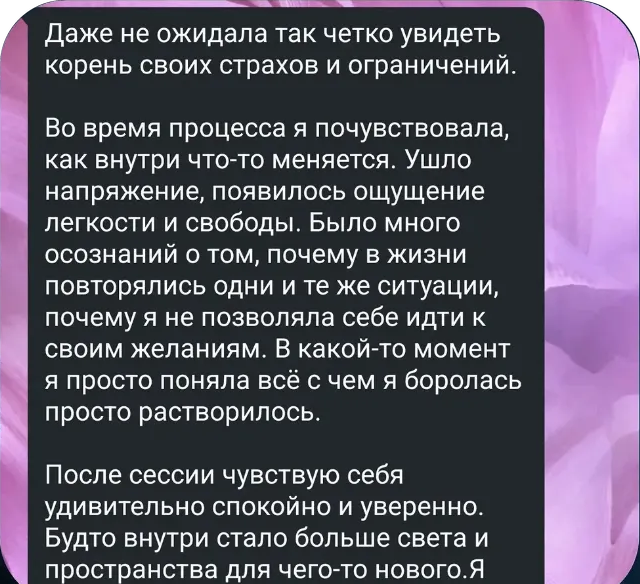 Даже не ожидала так четко увидеть
корень своих страхов и ограничений.
Во время процесса я почувствовала,
как внутри что-то меняется. Ушло
напряжение, появилось ощущение
легкости и свободы. Было много
осознаний о том, почему в жизни
повторялись одни и те же ситуации,
почему я не позволяла себе идти к
своим желаниям. В какой-то момент
я просто поняла всё с чем я боролась
просто растворилось.
После сессии чувствую себя
удивительно спокойно и уверенно.
Будто внутри стало больше света и
пространства для чего-то нового.Я